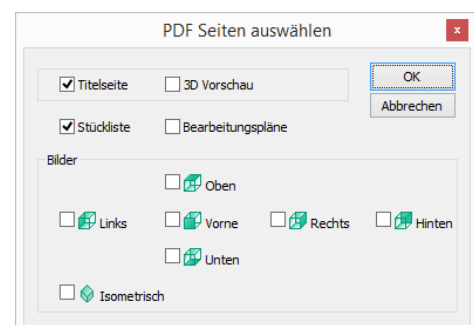 PDF Seiten auswählen
x
Titelseite 3D Vorschau OK
Abbrechen
Stückliste Bearbeitungspläne
Bilder
Oben
Links Vorne Rechts Hinten
Unten
Isometrisch